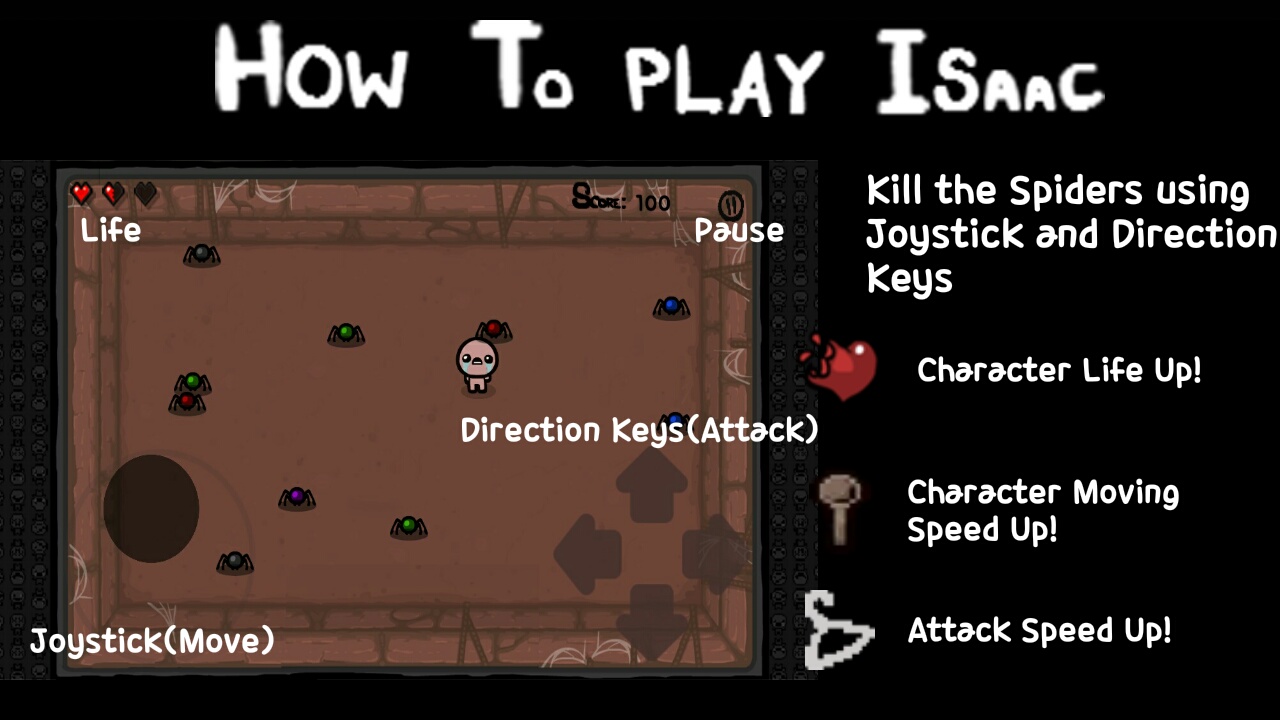 How To PLAY ISAAC
Kill the Spiders using
Joystick and Direction
Keys
SCORE: 100
Life
Pause
Character Life Up!
Direction Keys(Attack)
Character Moving
Speed Up!
Attack Speed Up!
Joystick(Move)